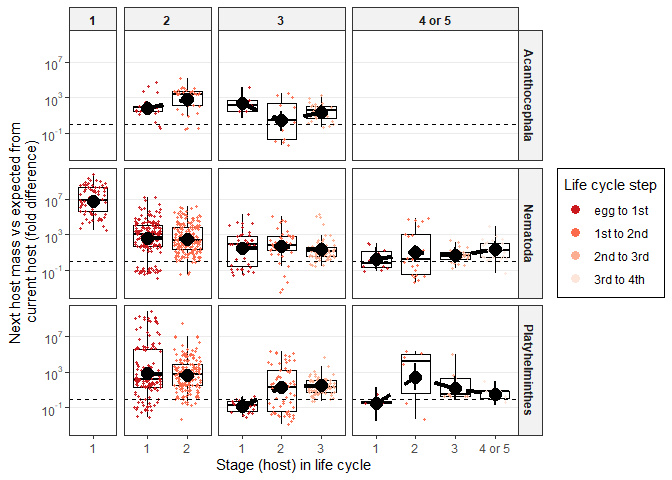 1 2 3 4 or 5
10^7
10^3
10^-1
Acanthocephala
10^7
10^3
10^-1
Nematoda
10^7
10^3
10^-1
Platyhelminthes
1 1 2 1 2 3 1 2 3 4 or 5
Stage (host) in life cycle
Next host mass vs expected from
current host (fold difference)
Life cycle step
egg to 1st
1st to 2nd
2nd to 3rd
3rd to 4th